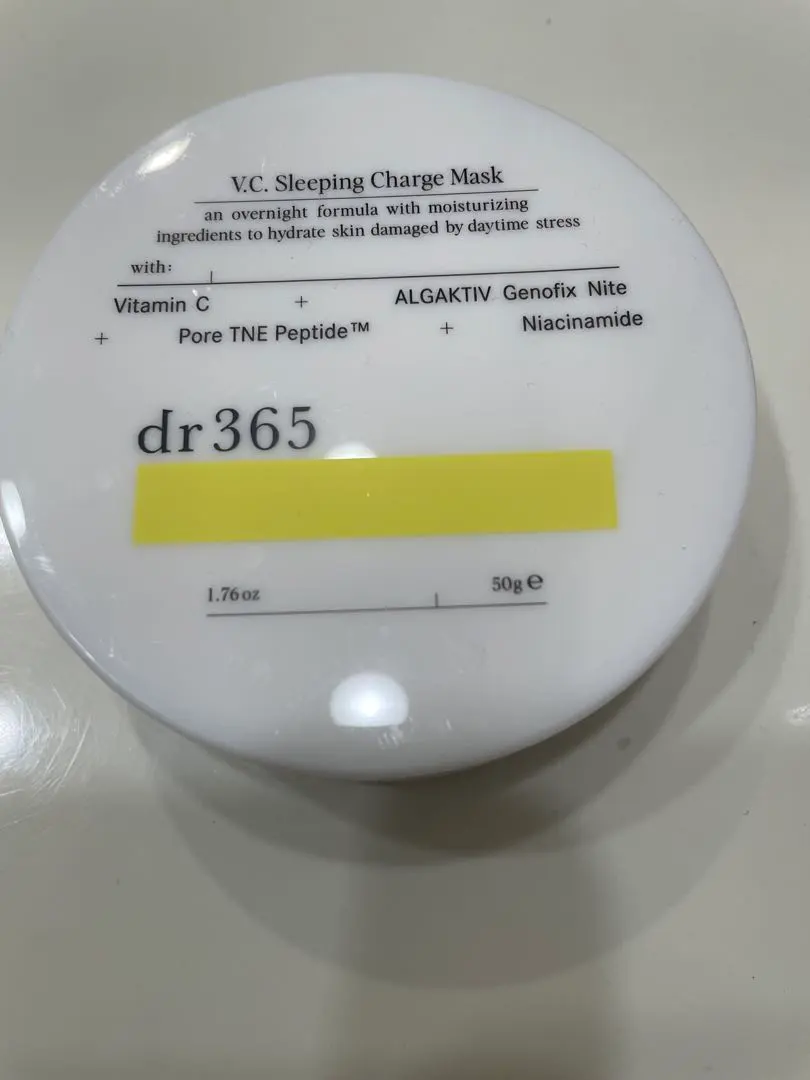 V.C. Sleeping Charge Mask
an overnight formula with moisturizing
ingredients to hydrate skin damaged by daytime stress
with:
Vitamin C + ALGAKTIV Genofix Nite
+ Pore TNE Peptide™ + Niacinamide
dr365
1.76oz 50g ℮